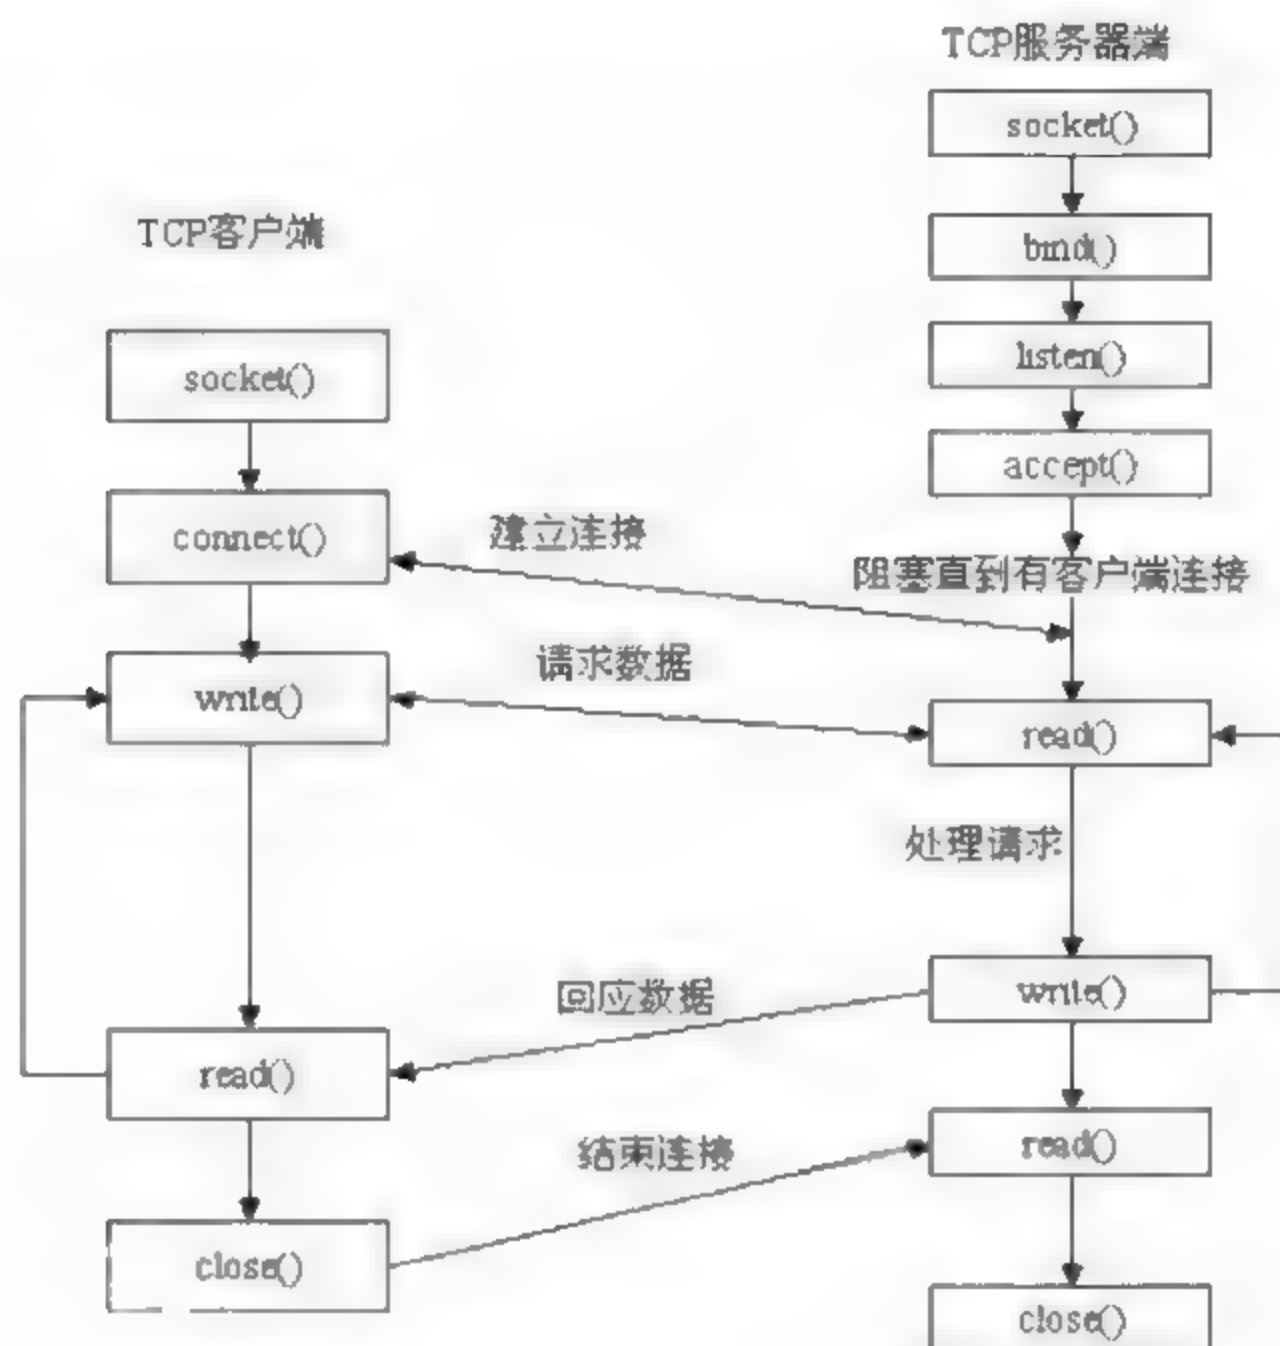 TCP服务器端
socket()
bind()
listen()
accept()
阻塞直到有客户端连接
read()
处理请求
write()
read()
close()
TCP客户端
socket()
connect()
write()
read()
close()
建立连接
请求数据
回应数据
结束连接